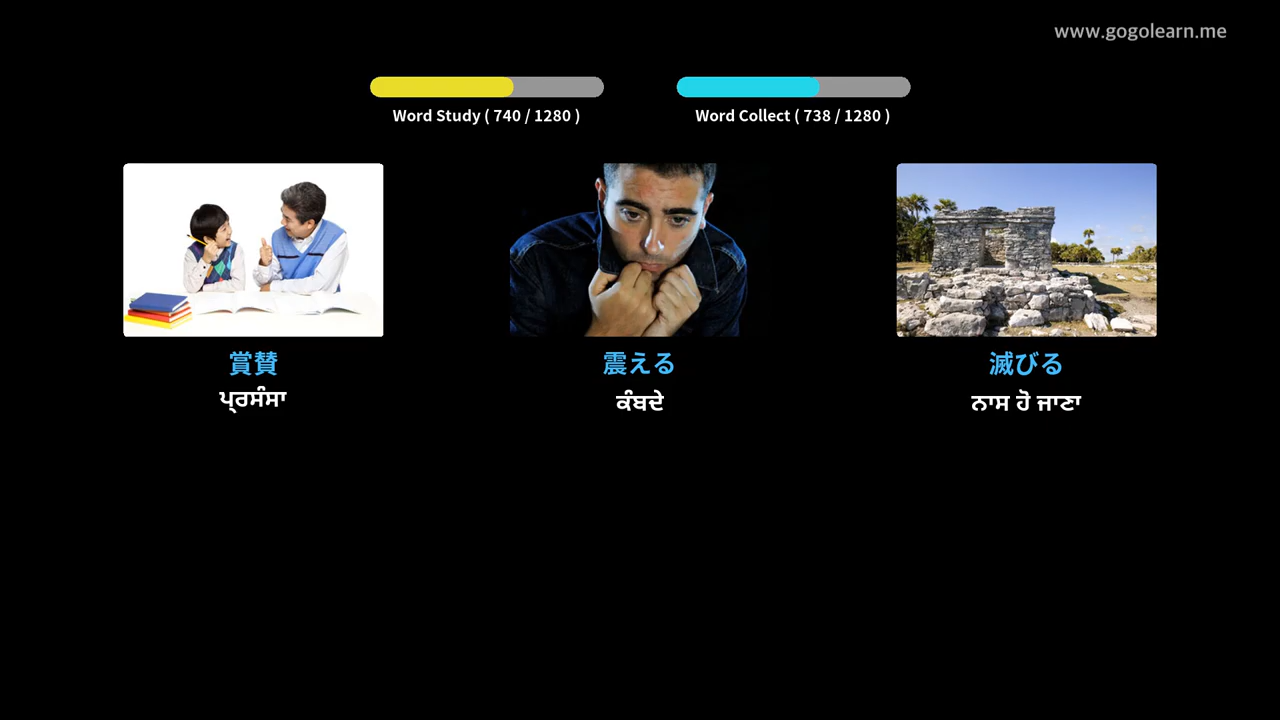 www.gogolearn.me
Word Study ( 740 / 1280 )
Word Collect ( 738 / 1280 )
賞賛
震える
滅びる
ਪ੍ਰਸੰਸਾ
ਕੰਬਦੇ
ਨਾਸ ਹੋ ਜਾਣਾ